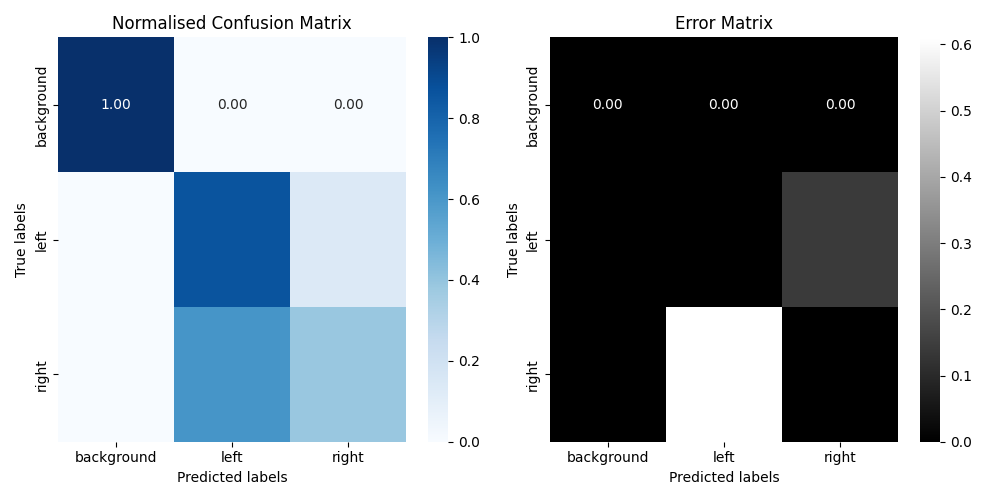 Normalised Confusion Matrix
True labels
background
left
right
1.00 0.00 0.00
background left right
Predicted labels
1.0
0.8
0.6
0.4
0.2
0.0
Error Matrix
True labels
background
left
right
0.00 0.00 0.00
background left right
Predicted labels
0.6
0.5
0.4
0.3
0.2
0.1
0.0